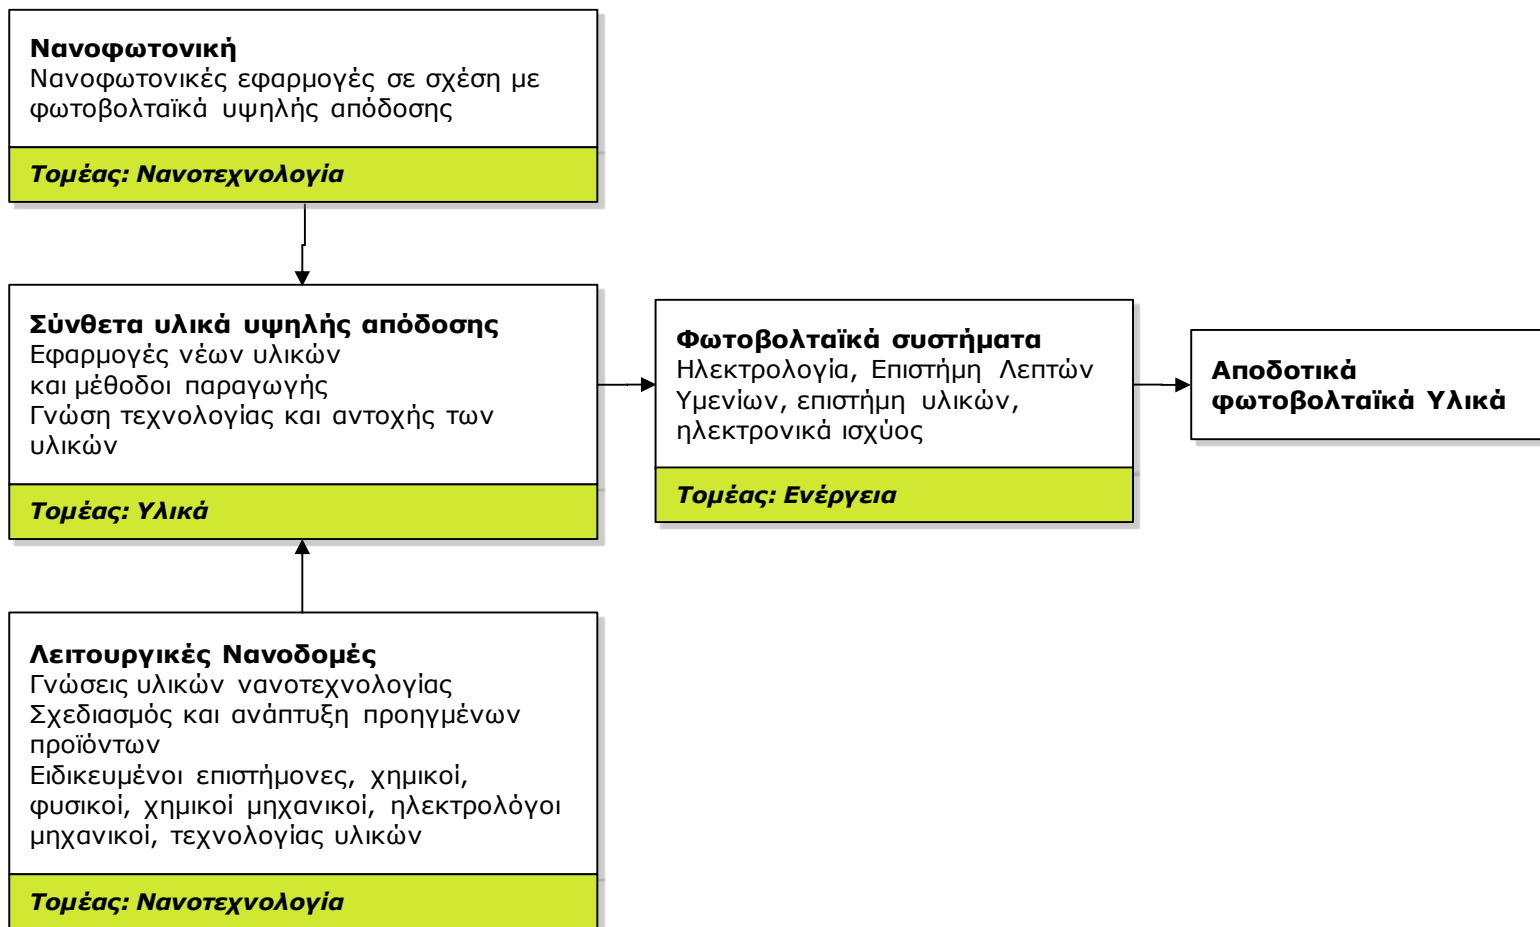 Νανοφωτονική
Νανοφωτονικές εφαρμογές σε σχέση με
φωτοβολταϊκά υψηλής απόδοσης
Τομέας: Νανοτεχνολογία
Σύνθετα υλικά υψηλής απόδοσης
Εφαρμογές νέων υλικών
και μέθοδοι παραγωγής
Γνώση τεχνολογίας και αντοχής των
υλικών
Τομέας: Υλικά
Φωτοβολταϊκά συστήματα
Ηλεκτρολογία, Επιστήμη Λεπτών
Υμενίων, επιστήμη υλικών,
ηλεκτρονικά ισχύος
Τομέας: Ενέργεια
Αποδοτικά
φωτοβολταϊκά Υλικά
Λειτουργικές Νανοδομές
Γνώσεις υλικών νανοτεχνολογίας
Σχεδιασμός και ανάπτυξη προηγμένων
προϊόντων
Ειδικευμένοι επιστήμονες, χημικοί,
φυσικοί, χημικοί μηχανικοί, ηλεκτρολόγοι
μηχανικοί, τεχνολογίας υλικών
Τομέας: Νανοτεχνολογία